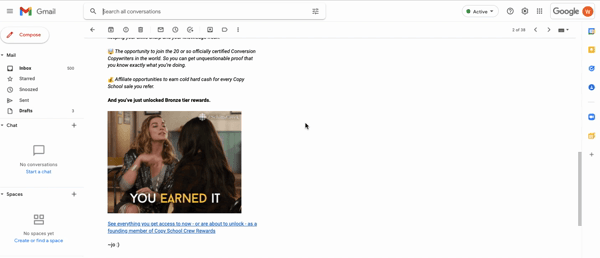 Gmail
Search all conversations
Active
Google
W
Compose
2 of 39
Mail
Inbox
Starred
Snoozed
Sent
Drafts
3
Chat
No conversations
Start a chat
Spaces
No spaces yet
Create or find a space
The opportunity to join the 20 or so officially certified Conversion
Copywriters in the world. So you can get unquestionable proof that
you know exactly what you're doing.
💰 Affiliate opportunities to earn cold hard cash for every Copy
School sale you refer.
And you've just unlocked Bronze tier rewards.
YOU EARNED IT
See everything you get access to now - or are about to unlock - as a
founding member of Copy School Crew Rewards
~jo :)